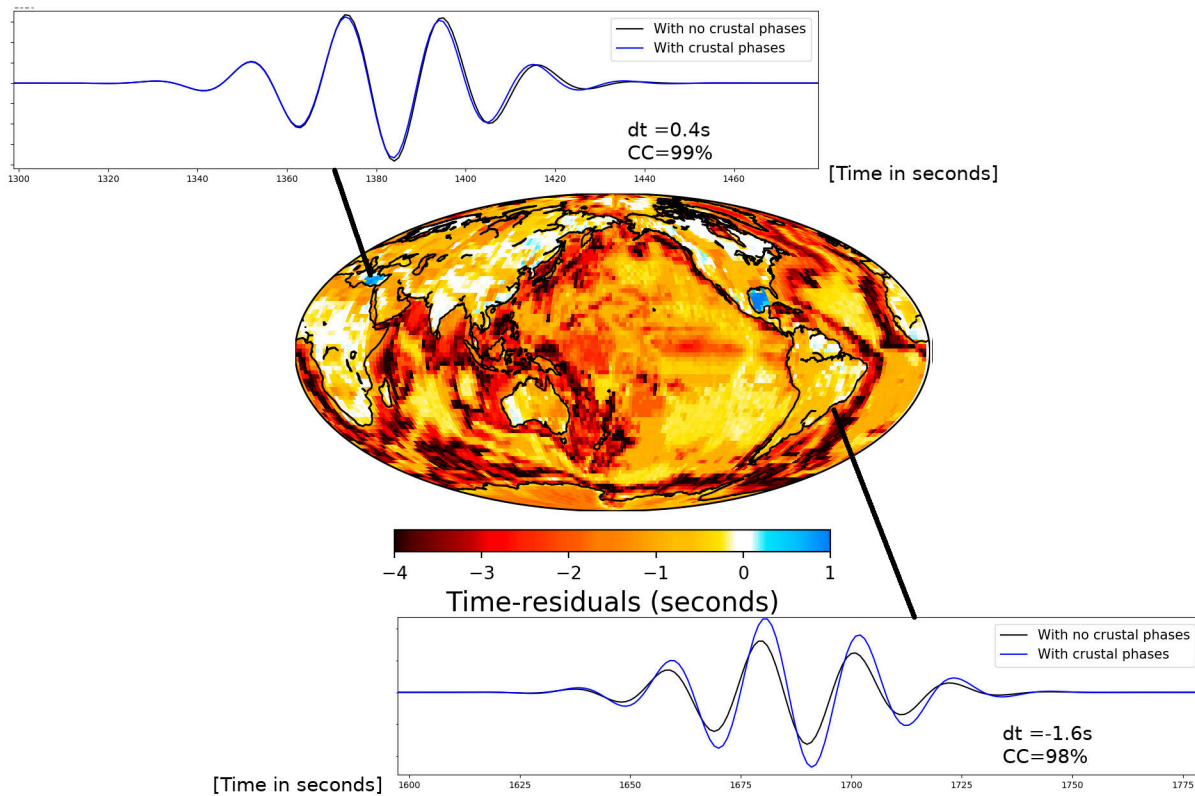 With no crustal phases
With crustal phases
dt =0.4s
CC=99%
1300 1320 1340 1360 1380 1400 1420 1440 1460
[Time in seconds]
−4 −3 −2 −1 0 1
Time-residuals (seconds)
With no crustal phases
With crustal phases
dt =-1.6s
CC=98%
[Time in seconds]
1600 1625 1650 1675 1700 1725 1750 1775